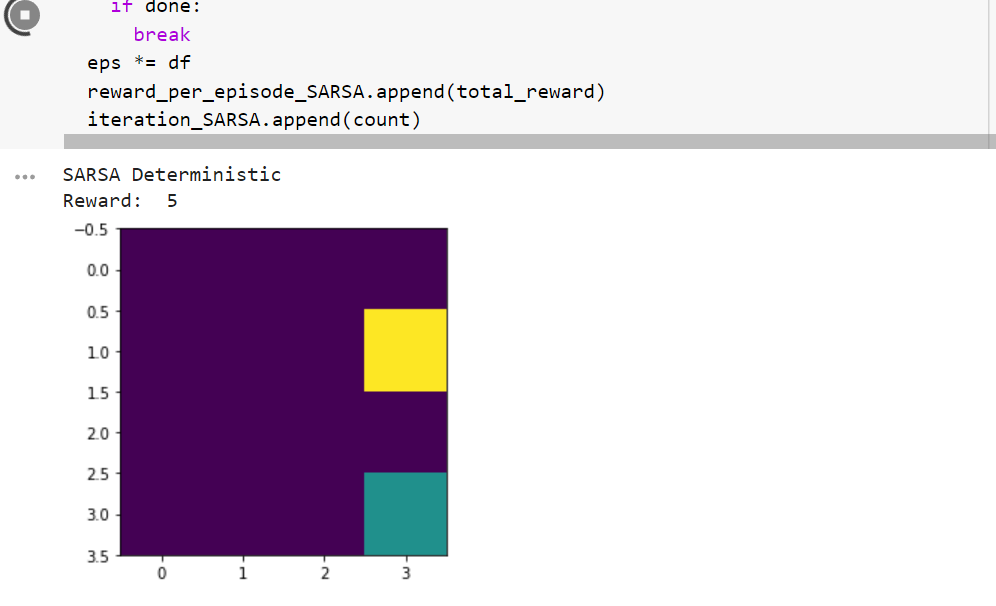 if done:
break
eps *= df
reward_per_episode_SARSA.append(total_reward)
iteration_SARSA.append(count)
SARSA Deterministic
Reward:  5
−0.5
0.0
0.5
1.0
1.5
2.0
2.5
3.0
3.5
0 1 2 3